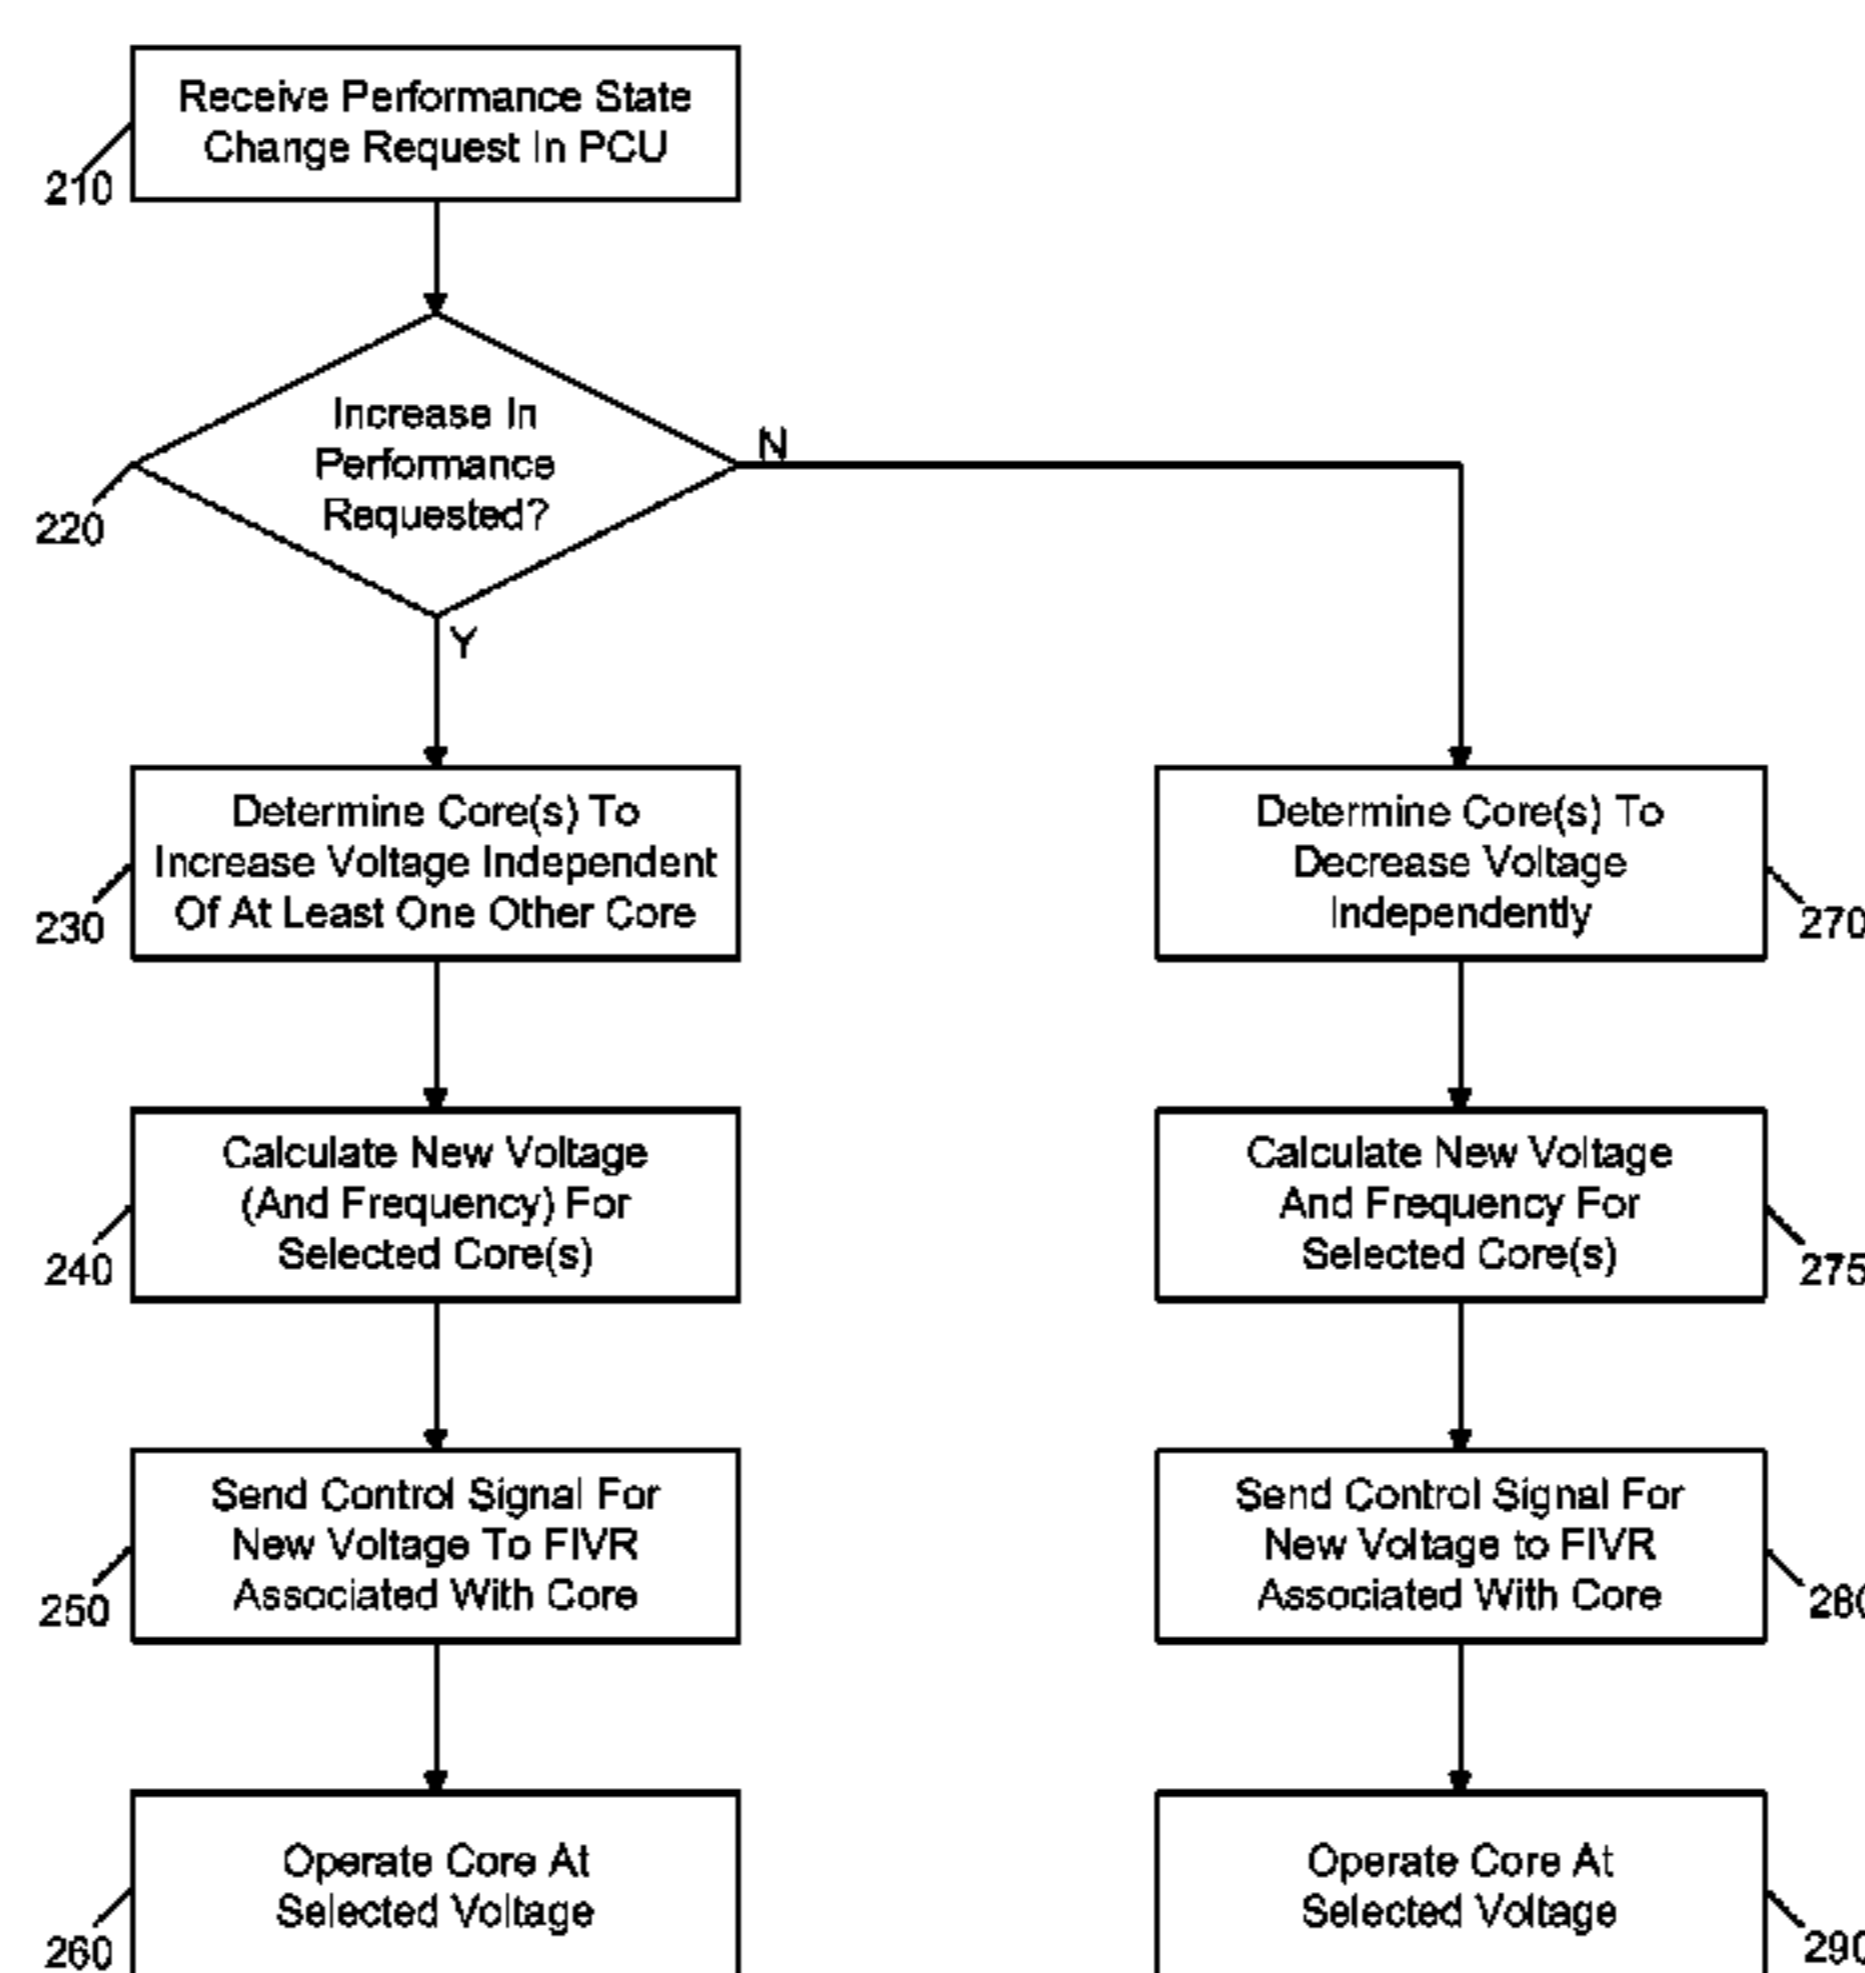 Receive Performance State
Change Request In PCU
210
Increase In
Performance
Requested?
220
N
Y
Determine Core(s) To
Increase Voltage Independent
Of At Least One Other Core
230
Determine Core(s) To
Decrease Voltage
Independently
270
Calculate New Voltage
(And Frequency) For
Selected Core(s)
240
Calculate New Voltage
And Frequency For
Selected Core(s)
275
Send Control Signal For
New Voltage To FIVR
Associated With Core
250
Send Control Signal For
New Voltage to FIVR
Associated With Core
280
Operate Core At
Selected Voltage
260
Operate Core At
Selected Voltage
290